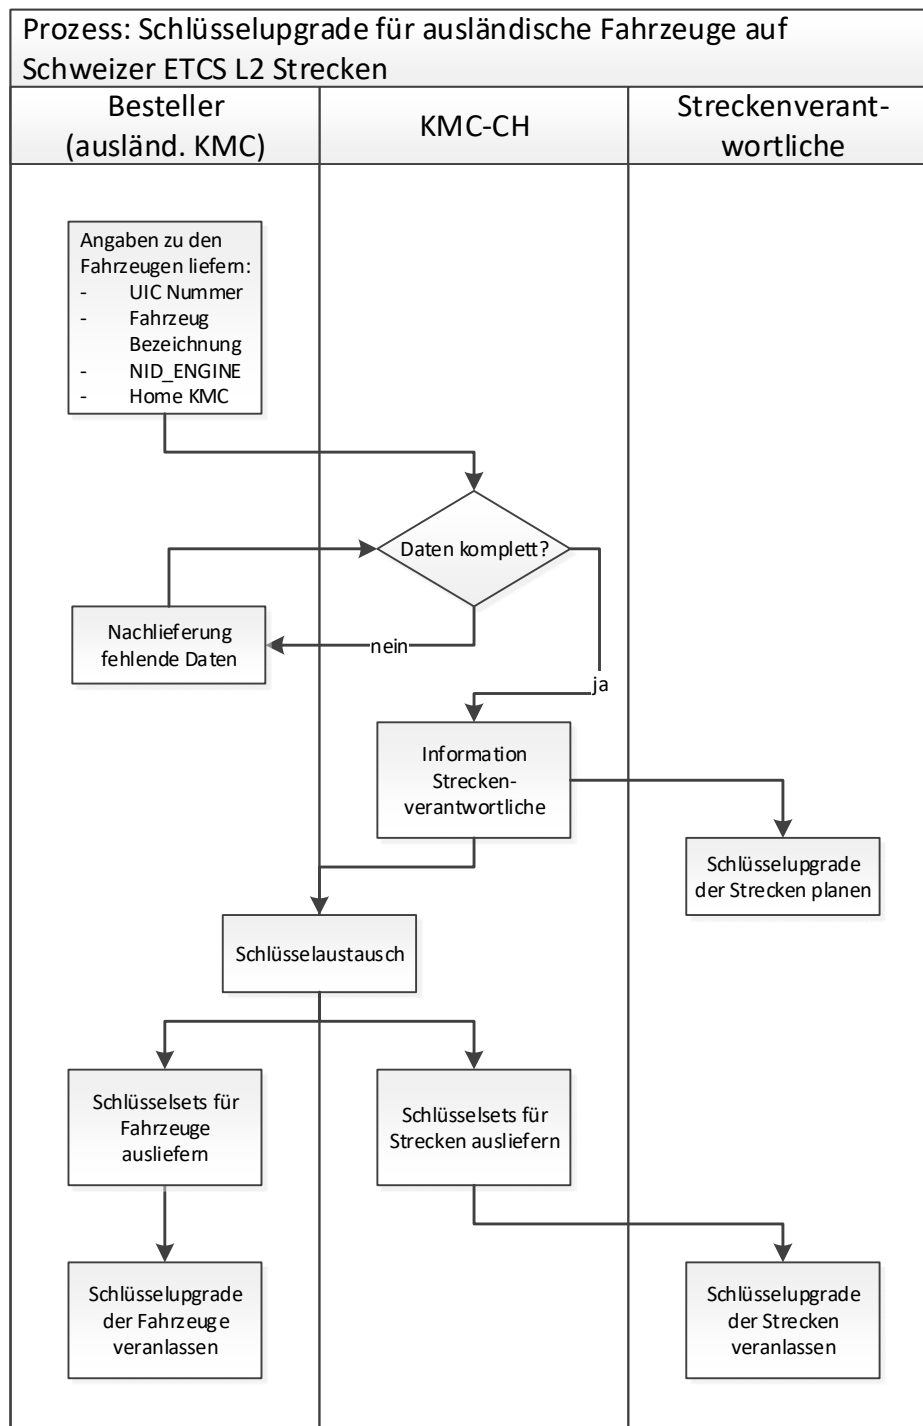 Prozess: Schlüsselupgrade für ausländische Fahrzeuge auf
Schweizer ETCS L2 Strecken
Besteller
(ausländ. KMC)
KMC-CH
Streckenverant-
wortliche
Angaben zu den
Fahrzeugen liefern:
- UIC Nummer
- Fahrzeug
Bezeichnung
- NID_ENGINE
- Home KMC
Daten komplett?
Nachlieferung
fehlende Daten
nein
ja
Information
Strecken-
verantwortliche
Schlüsselupgrade
der Strecken planen
Schlüsselaustausch
Schlüsselsets für
Fahrzeuge
ausliefern
Schlüsselsets für
Strecken ausliefern
Schlüsselupgrade
der Fahrzeuge
veranlassen
Schlüsselupgrade
der Strecken
veranlassen